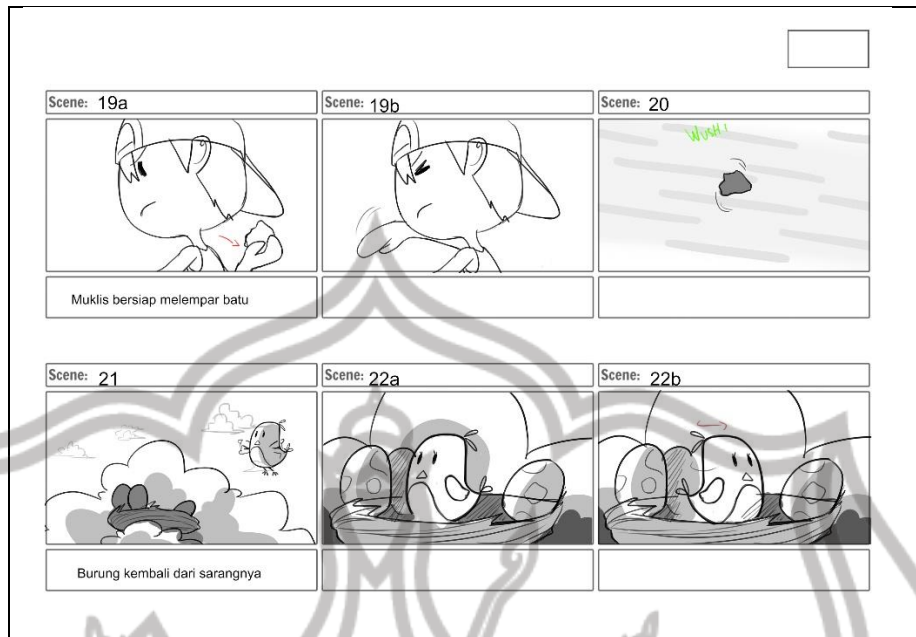 Scene: 19a
Scene: 19b
Scene: 20
WUSH!
Muklis bersiap melempar batu
Scene: 21
Scene: 22a
Scene: 22b
Burung kembali dari sarangnya